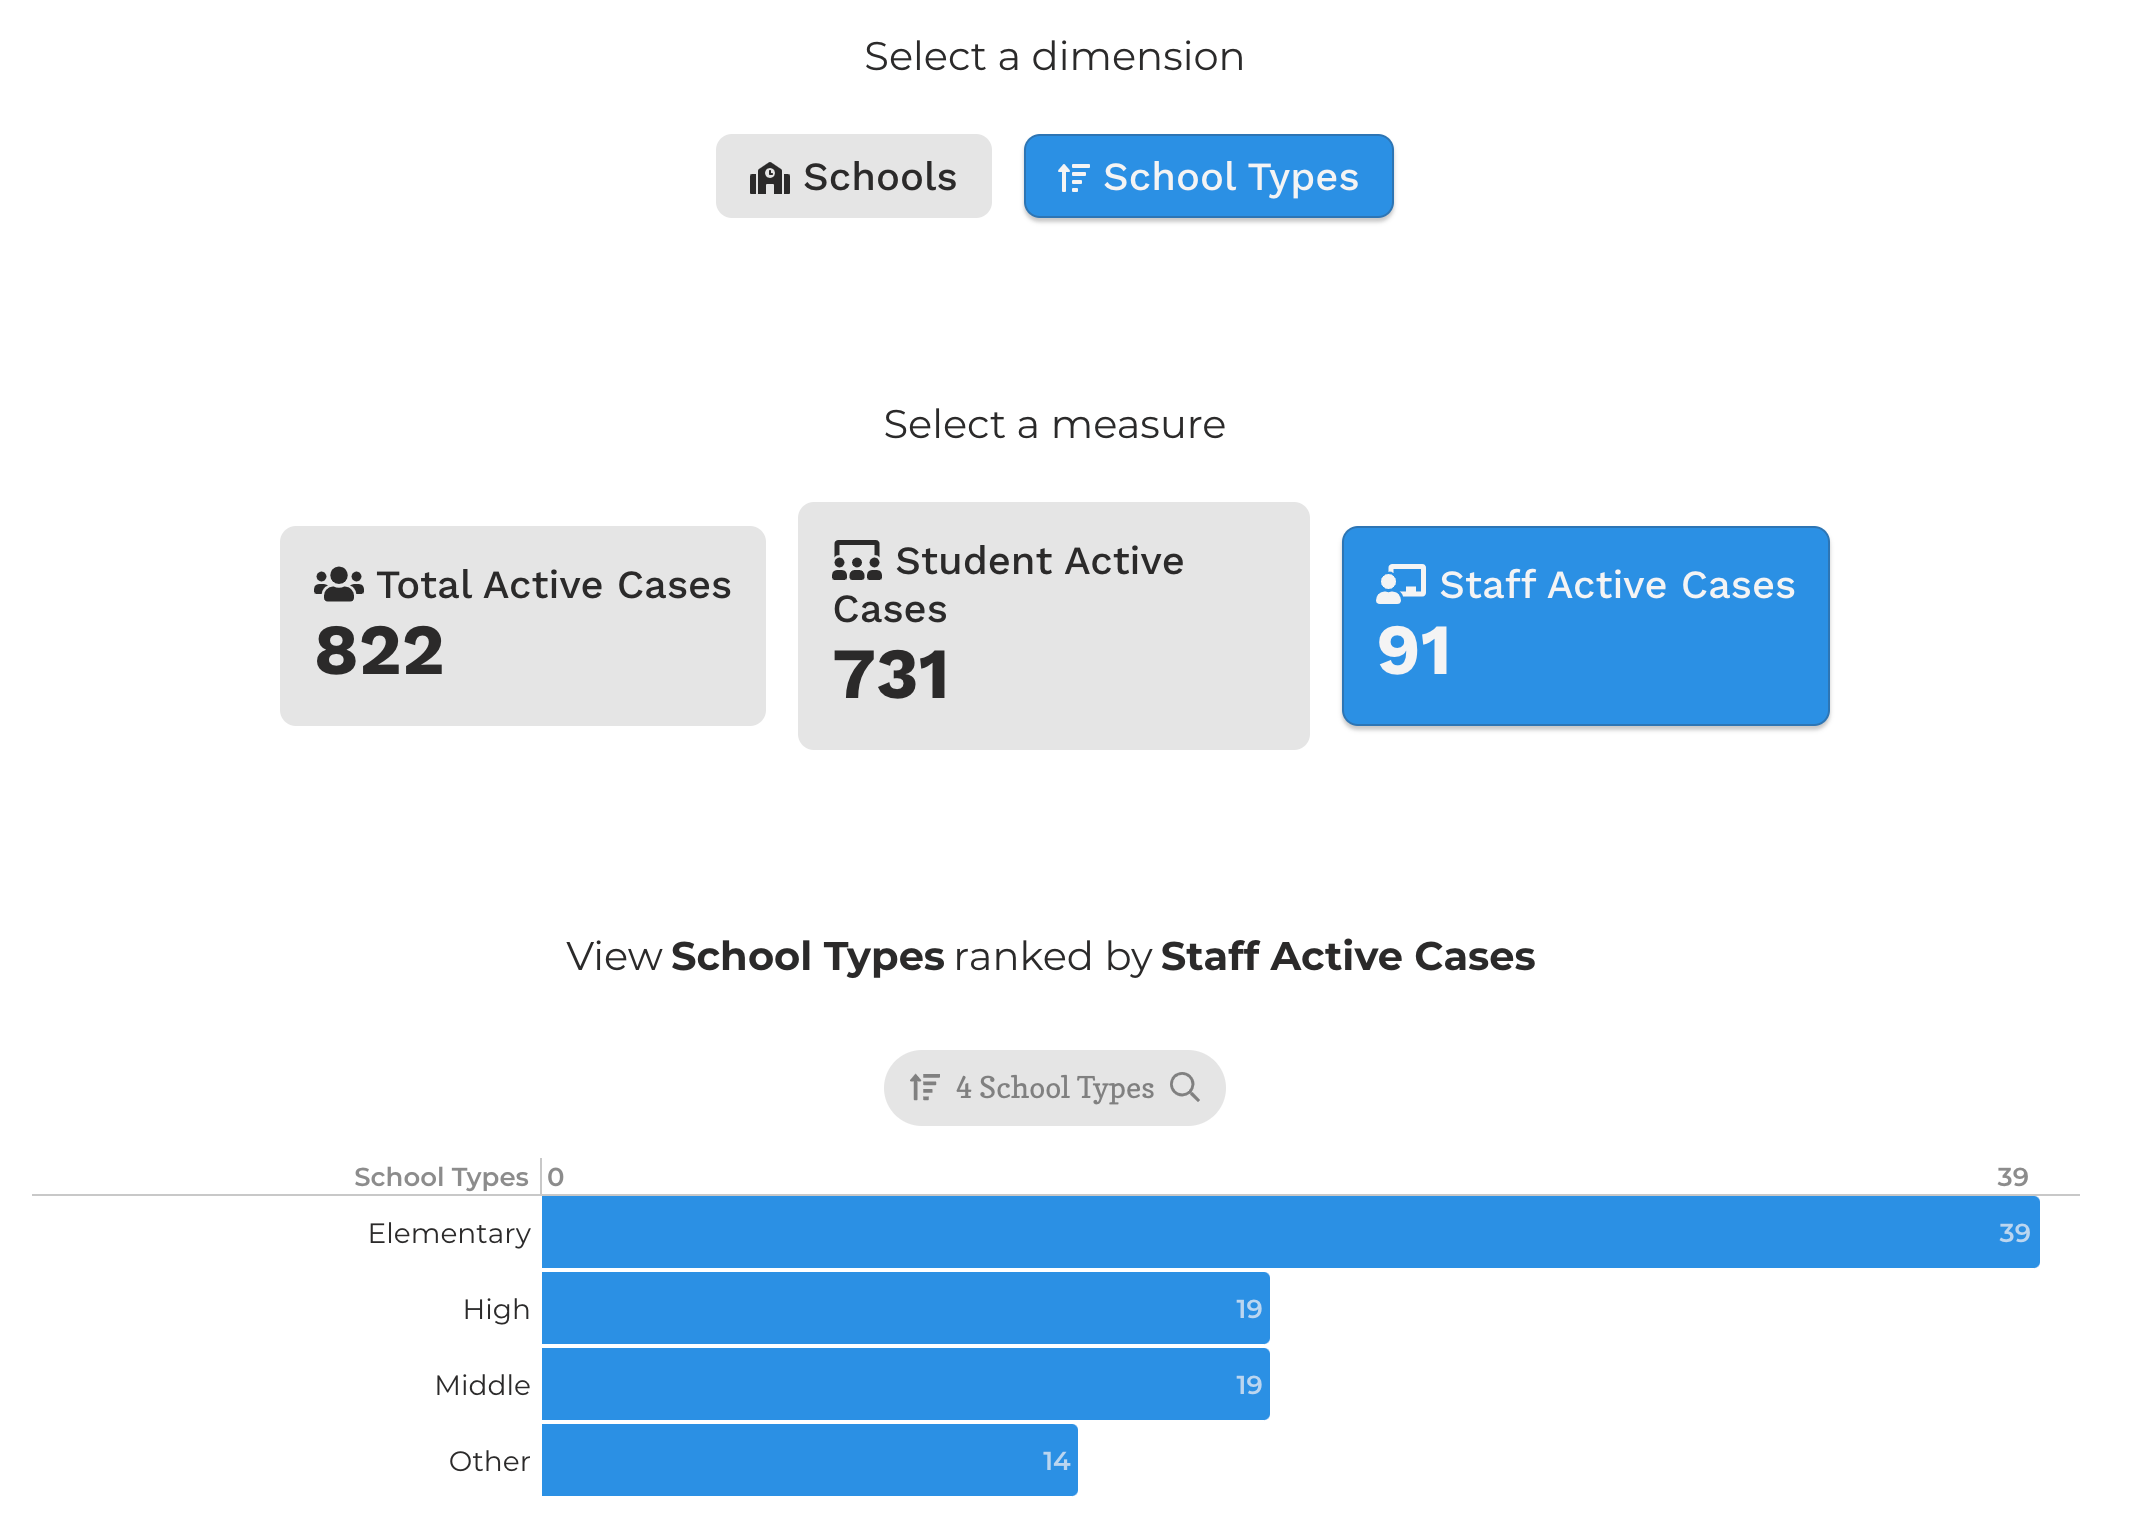 Select a dimension
Schools
School Types
Select a measure
Total Active Cases
822
Student Active
Cases
731
Staff Active Cases
91
View School Types ranked by Staff Active Cases
4 School Types
School Types 0 39
Elementary 39
High 19
Middle 19
Other 14